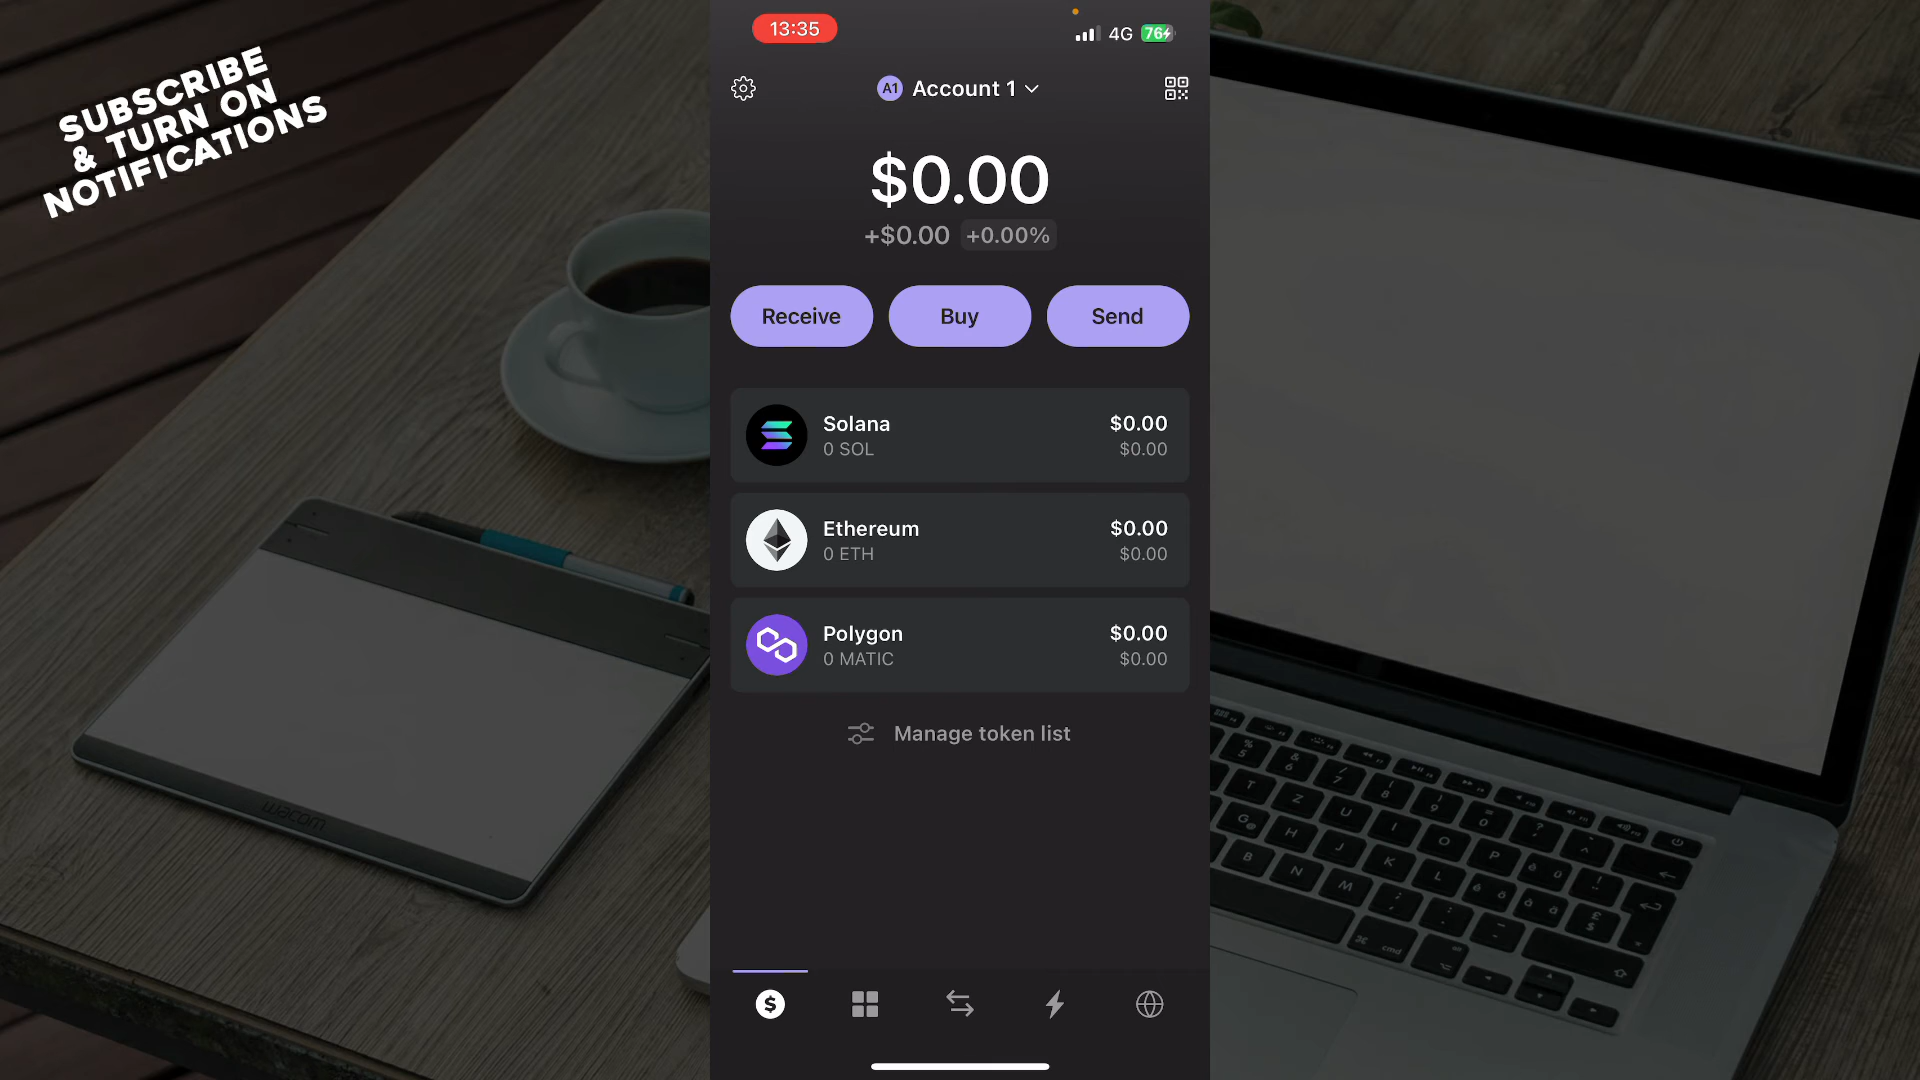 SUBSCRIBE
& TURN ON
NOTIFICATIONS
13:35
4G 76
A1 Account 1
$0.00
+$0.00 +0.00%
Receive Buy Send
Solana $0.00
0 SOL $0.00
Ethereum $0.00
0 ETH $0.00
Polygon $0.00
0 MATIC $0.00
Manage token list
$
wacom